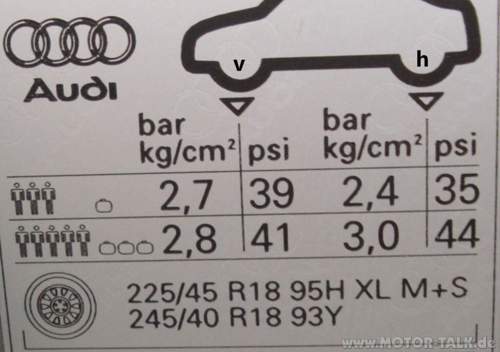 v h
AUDI
bar bar
kg/cm² psi kg/cm² psi
2,7 39 2,4 35
2,8 41 3,0 44
225/45 R18 95H XL M+S
245/40 R18 93Y
www.MOTOR-TALK.de